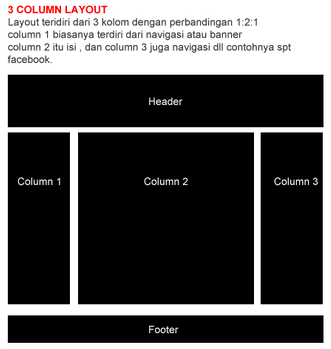 3 COLUMN LAYOUT
Layout teridiri dari 3 kolom dengan perbandingan 1:2:1
column 1 biasanya terdiri dari navigasi atau banner
column 2 itu isi , dan column 3 juga navigasi dll contohnya spt
facebook.
Header
Column 1 Column 2 Column 3
Footer